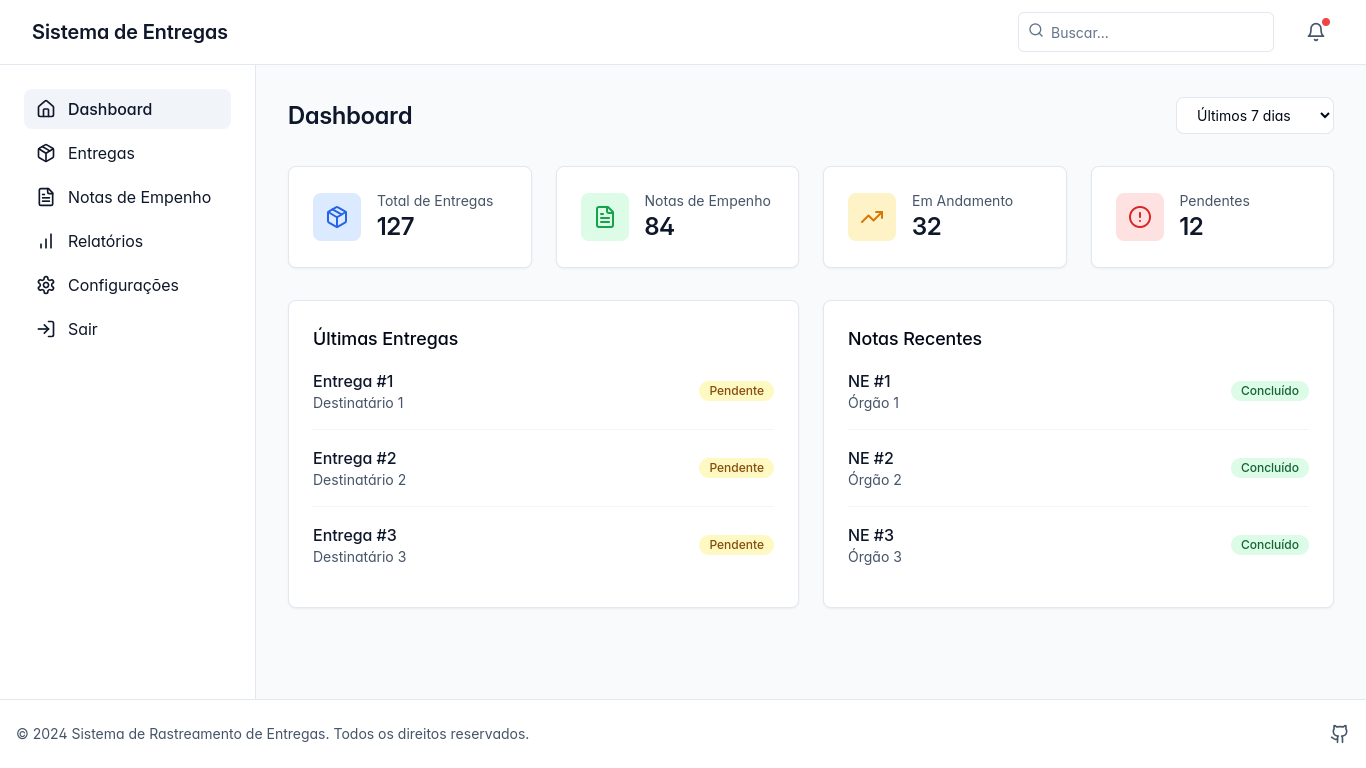 Sistema de Entregas
Buscar...
Dashboard
Entregas
Notas de Empenho
Relatórios
Configurações
Sair
Dashboard
Últimos 7 dias
Total de Entregas
127
Notas de Empenho
84
Em Andamento
32
Pendentes
12
Últimas Entregas
Entrega #1
Destinatário 1
Pendente
Entrega #2
Destinatário 2
Pendente
Entrega #3
Destinatário 3
Pendente
Notas Recentes
NE #1
Órgão 1
Concluído
NE #2
Órgão 2
Concluído
NE #3
Órgão 3
Concluído
© 2024 Sistema de Rastreamento de Entregas. Todos os direitos reservados.